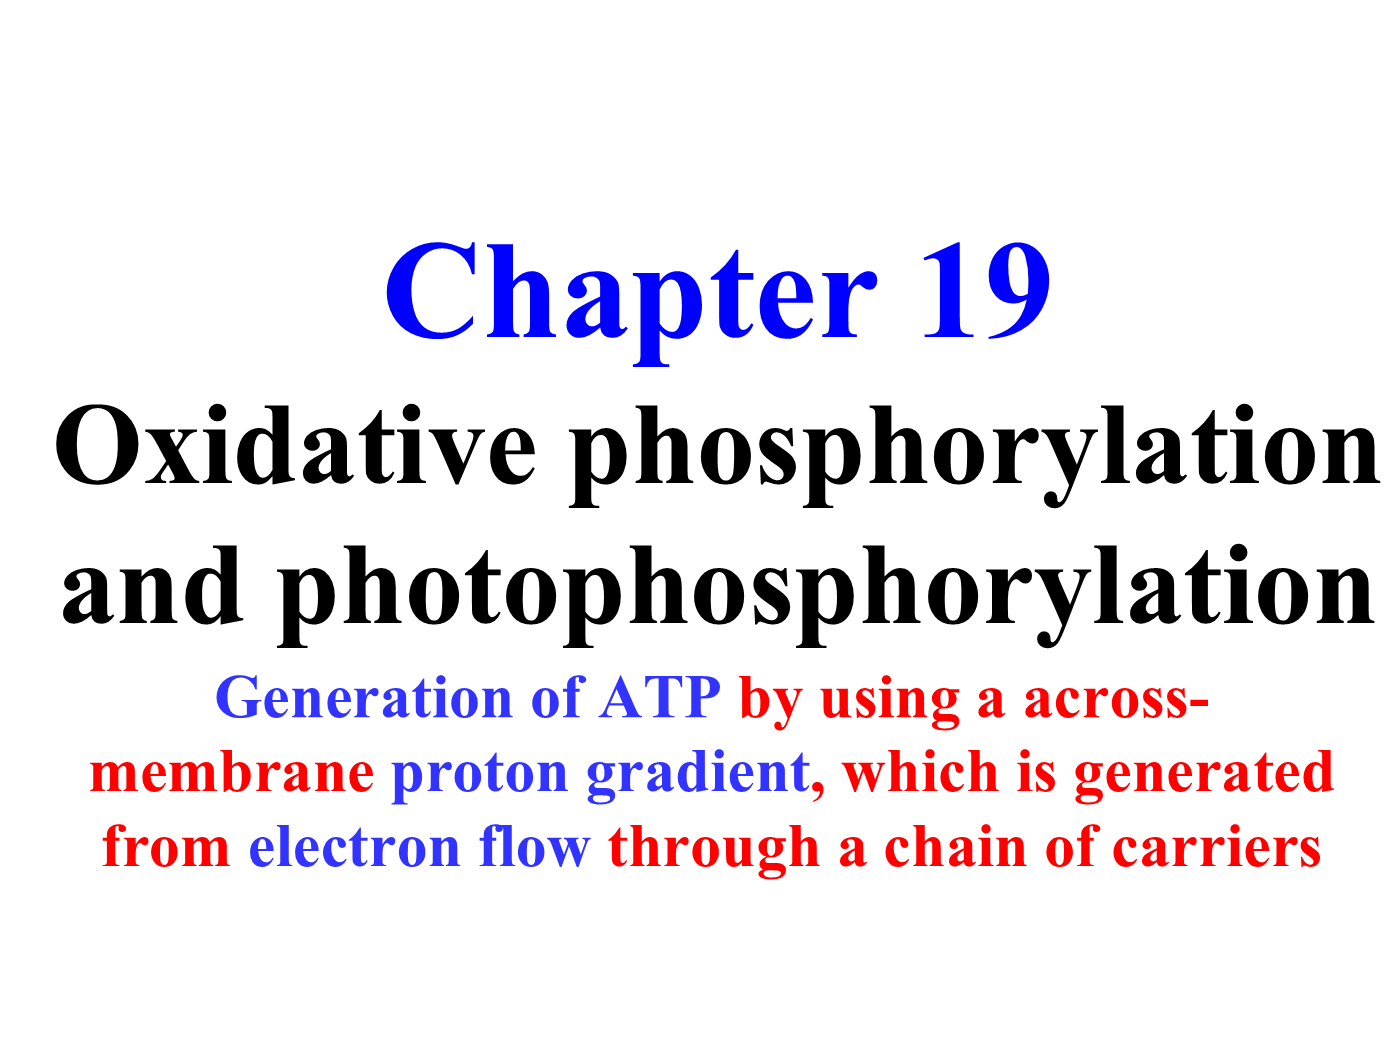 Chapter 19
Oxidative phosphorylation
and photophosphorylation
Generation of ATP by using a across-
membrane proton gradient, which is generated
from electron flow through a chain of carriers